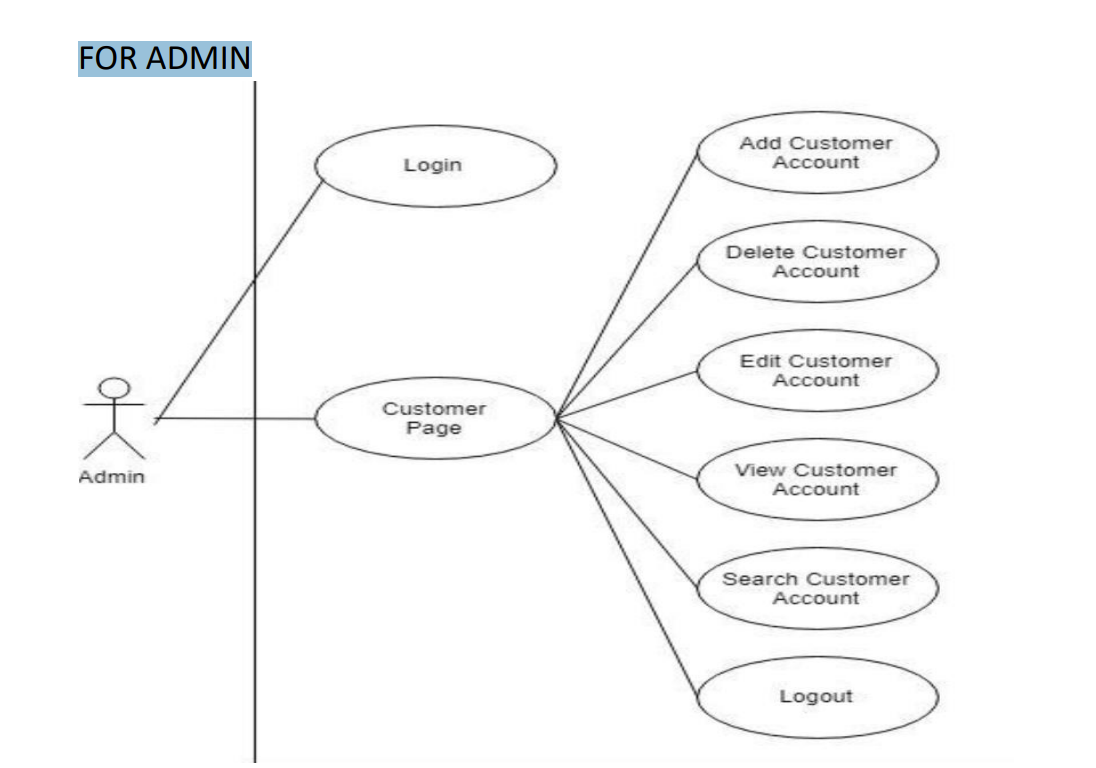 FOR ADMIN
Login
Customer
Page
Admin
Add Customer
Account
Delete Customer
Account
Edit Customer
Account
View Customer
Account
Search Customer
Account
Logout